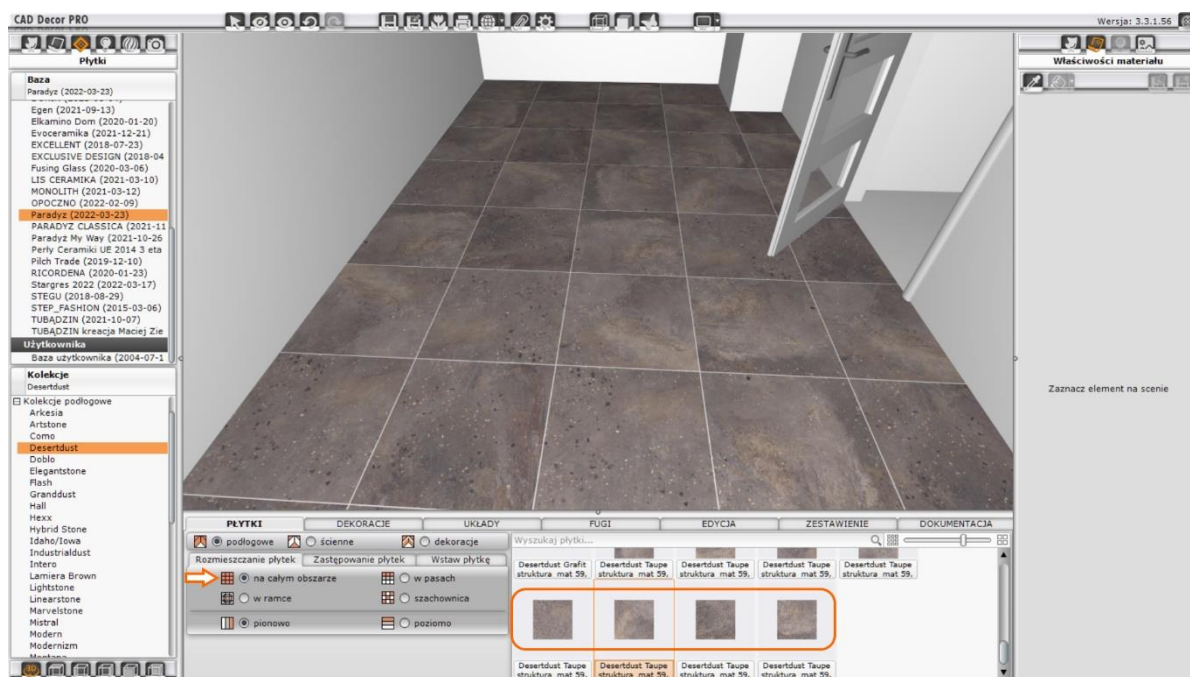 CAD Decor PRO
Wersja: 3.3.1.56
Płytki
Baza
Paradyz (2022-03-23)
Egen (2021-09-13)
Elkamino Dom (2020-01-20)
Evoceramika (2021-12-21)
EXCELLENT (2018-07-23)
EXCLUSIVE DESIGN (2018-04
Fusing Glass (2020-03-06)
LIS CERAMIKA (2021-03-10)
MONOLITH (2021-03-12)
OPOCZNO (2022-02-09)
Paradyz (2022-03-23)
PARADYZ CLASSICA (2021-11
Paradyż My Way (2021-10-26
Perły Ceramiki UE 2014 3 eta
Pilch Trade (2019-12-10)
RICORDENA (2020-01-23)
Stargres 2022 (2022-03-17)
STEGU (2018-08-29)
STEP_FASHION (2015-03-06)
TUBĄDZIN (2021-10-07)
TUBĄDZIN kreacja Maciej Zie
Użytkownika
Baza użytkownika (2004-07-1
Kolekcje
Desertdust
Kolekcje podłogowe
Arkesia
Artstone
Como
Desertdust
Doblo
Elegantstone
Flash
Granddust
Hall
Hexx
Hybrid Stone
Idaho/Iowa
Industrialdust
Intero
Lamiera Brown
Lightstone
Linearstone
Marvelstone
Mistral
Modern
Modernizm
Montana
3D
Właściwości materiału
Zaznacz element na scenie
PŁYTKI DEKORACJE UKŁADY FUGI EDYCJA ZESTAWIENIE DOKUMENTACJA
podłogowe ścienne dekoracje
Wyszukaj płytki...
Rozmieszczanie płytek Zastępowanie płytek Wstaw płytkę
na całym obszarze w pasach
w ramce szachownica
pionowo poziomo
Desertdust Grafit Desertdust Taupe Desertdust Taupe Desertdust Taupe Desertdust Taupe
struktura mat 59, struktura mat 59, struktura mat 59, struktura mat 59, struktura mat 59,
Desertdust Taupe Desertdust Taupe Desertdust Taupe Desertdust Taupe
struktura mat 59, struktura mat 59, struktura mat 59, struktura mat 59,